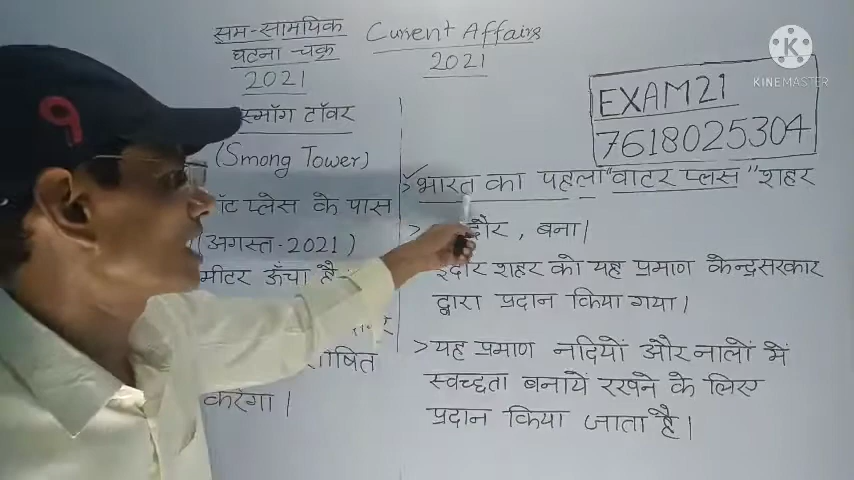 सम-सामयिक
घटना चक्र
2021
Current Affairs
2021
KINEMASTER
EXAM21
7618025304
9
स्मॉग टॉवर
(Smong Tower)
प्लेस के पास
(अगस्त-2021)
मीटर ऊँचा है
करेगा।
> भारत का पहला "वाटर प्लस" शहर
> बना।
इंदौर शहर को यह प्रमाण केन्द्रसरकार
द्वारा प्रदान किया गया।
> यह प्रमाण नदियों और नालों में
स्वच्छता बनायें रखने के लिए
प्रदान किया जाता है।